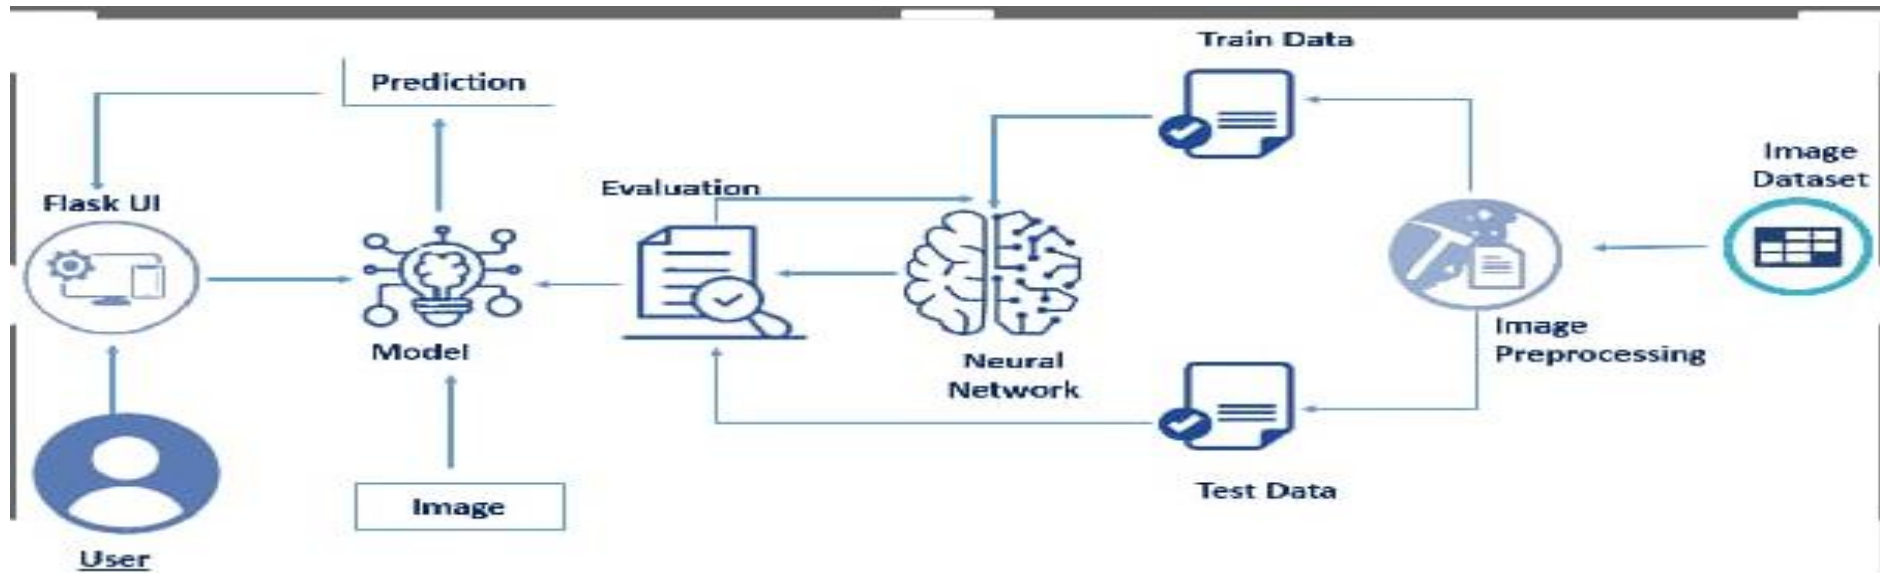 Train Data
Prediction
Image
Dataset
Evaluation
Flask UI
Image
Preprocessing
Model
Neural
Network
Test Data
Image
User